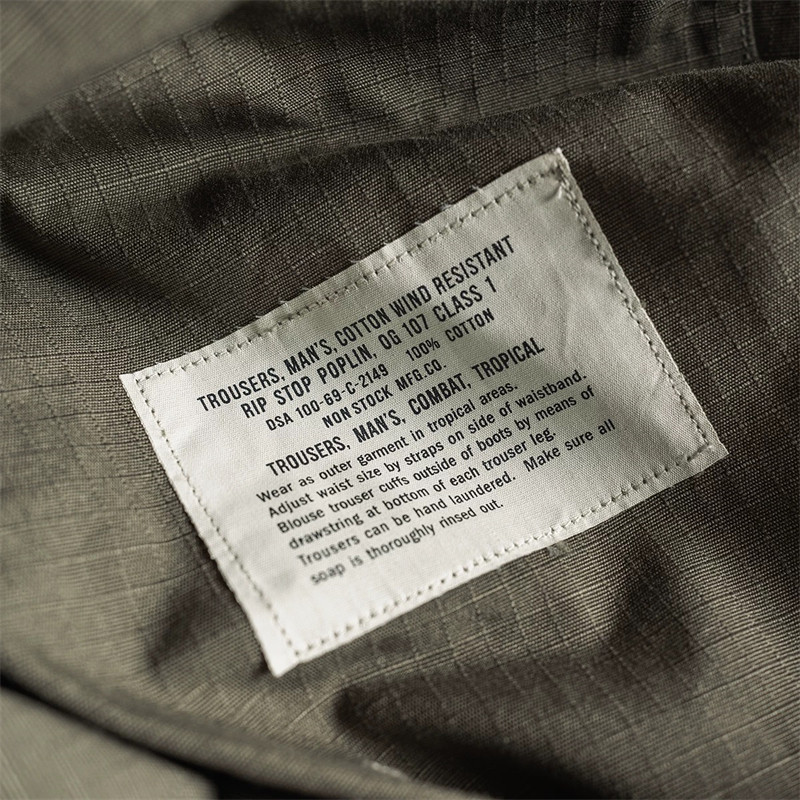 TROUSERS, MAN'S, COTTON WIND RESISTANT
RIP STOP POPLIN, OG 107 CLASS 1
DSA 100-69-C-2149 100% COTTON
NON STOCK MFG.CO.
TROUSERS, MAN'S, COMBAT, TROPICAL
Wear as outer garment in tropical areas.
Adjust waist size by straps on side of waistband.
Blouse trouser cuffs outside of boots by means of
drawstring at bottom of each trouser leg.
Trousers can be hand laundered. Make sure all
soap is thoroughly rinsed out.